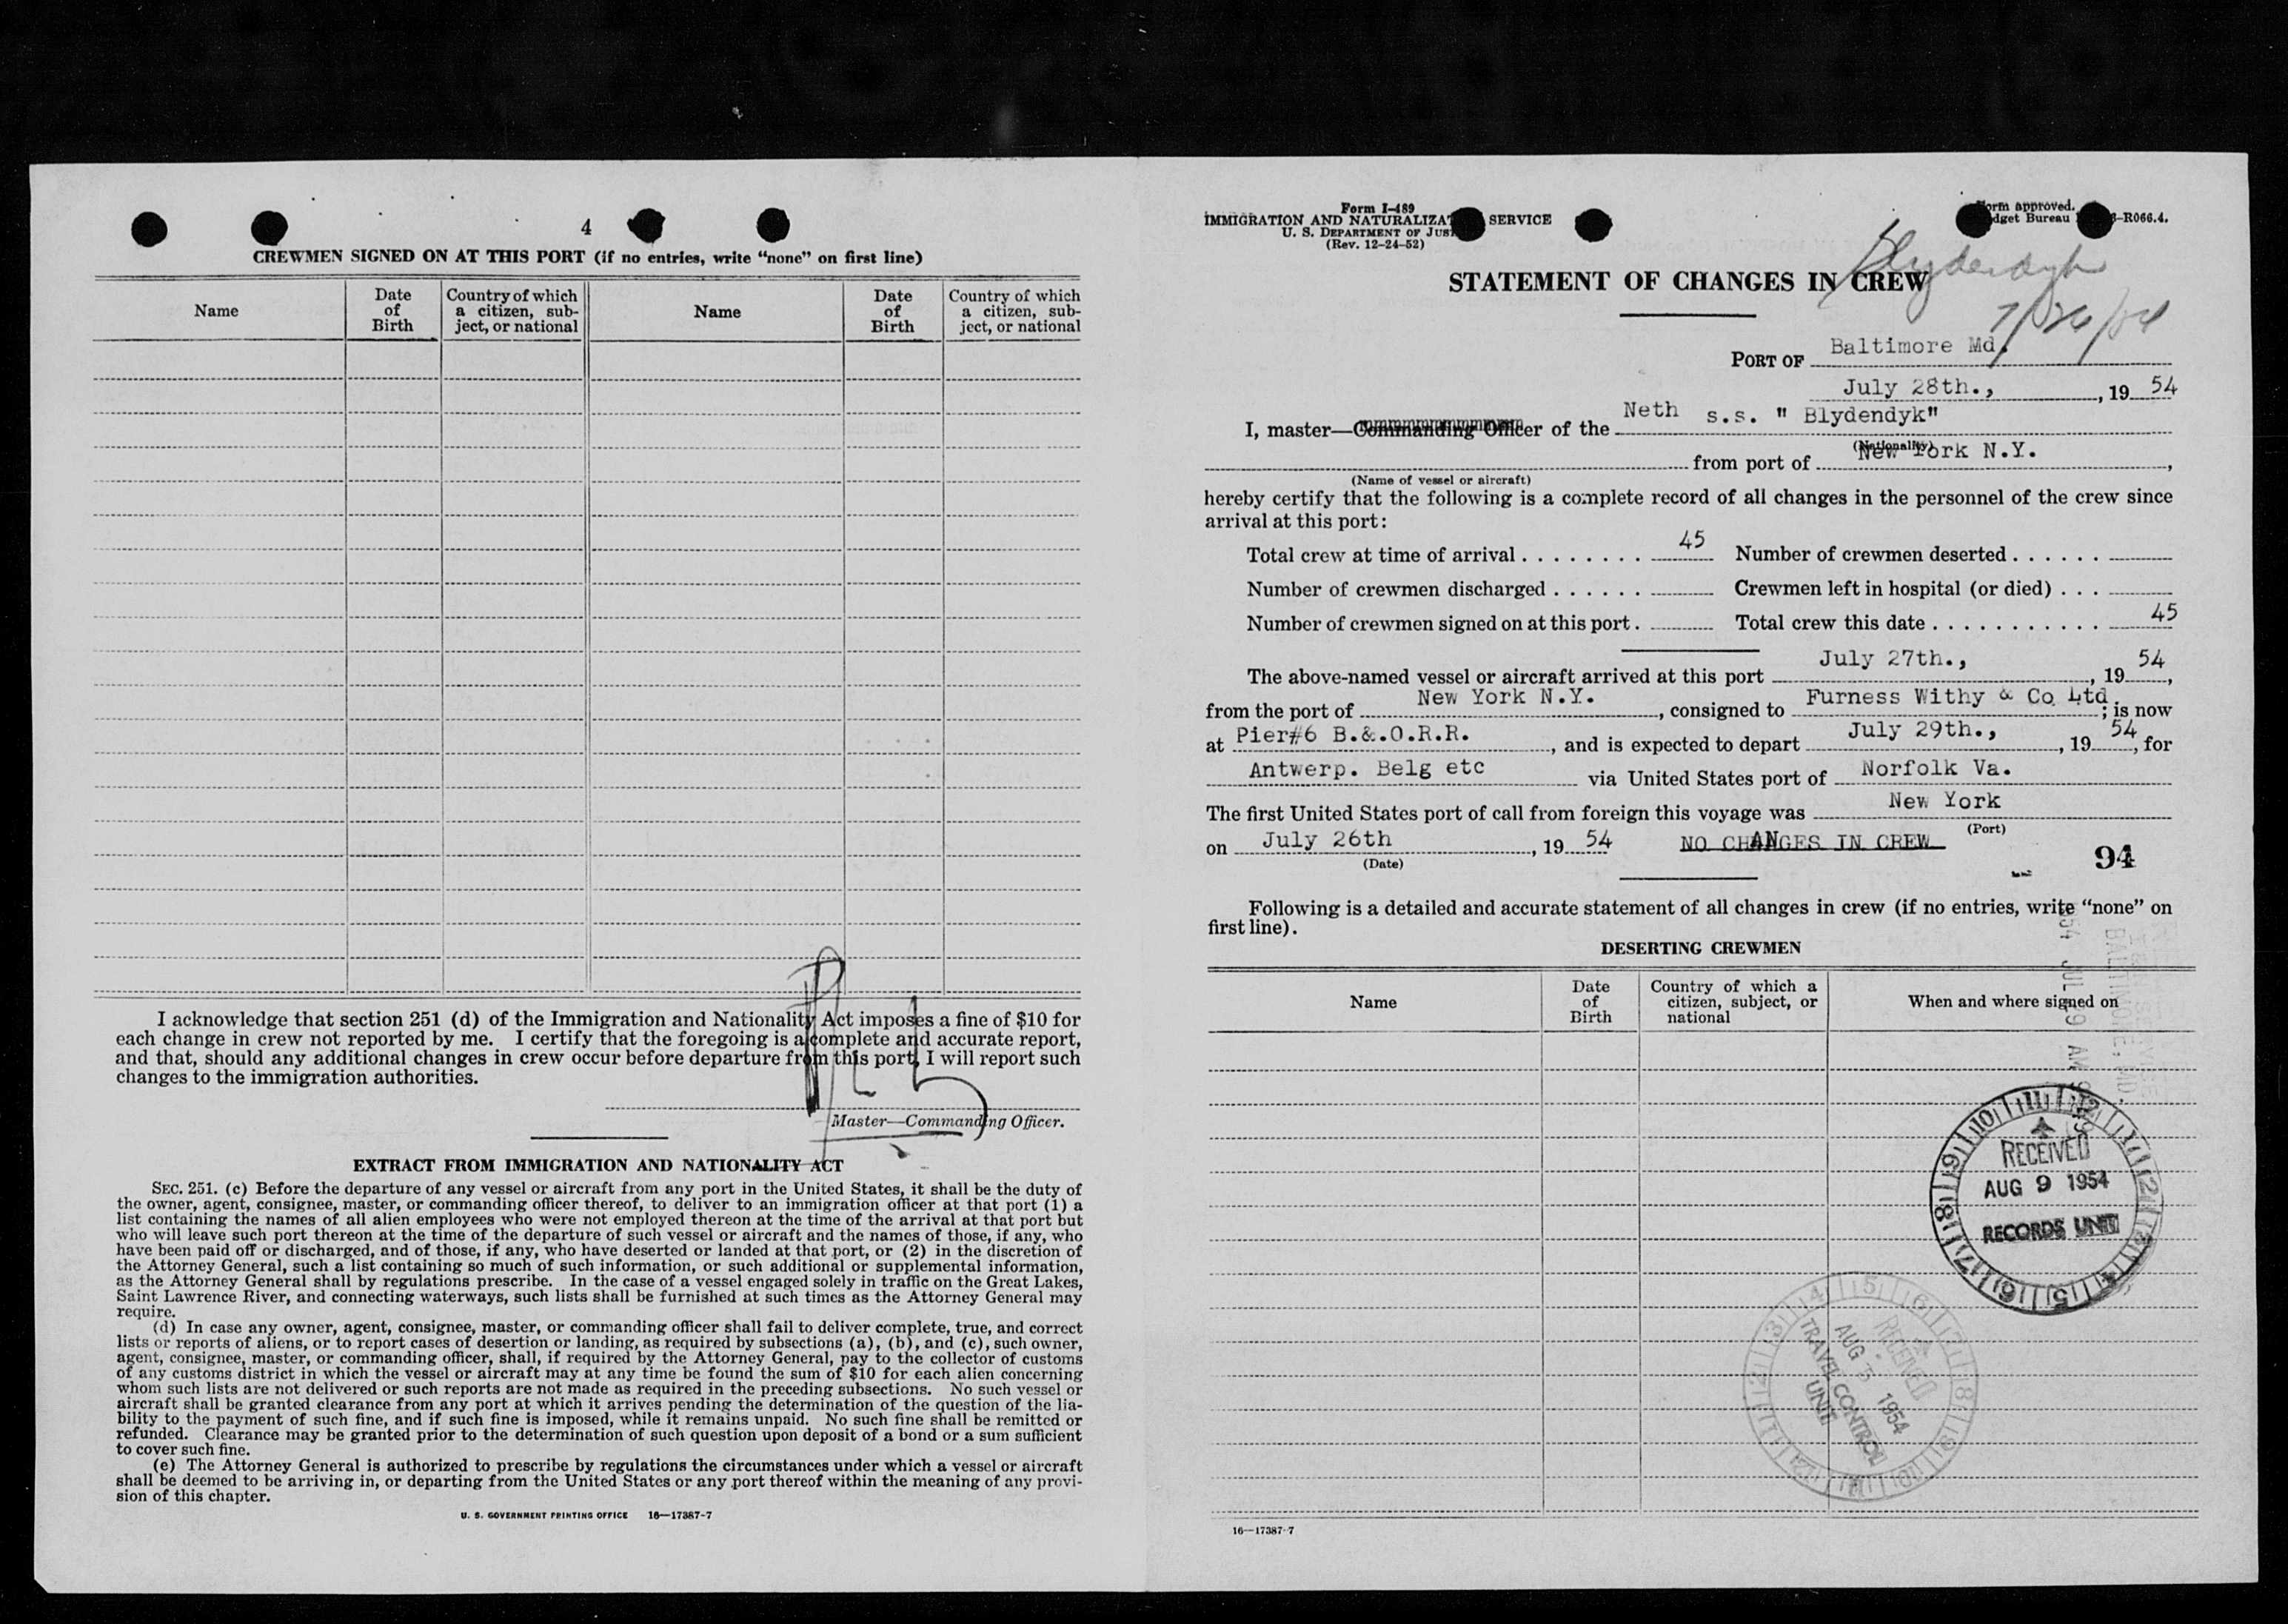 4
CREWMEN SIGNED ON AT THIS PORT (if no entries, write “none” on first line)
Name
Date of Birth
Country of which a citizen, sub-ject, or national
Name
Date of Birth
Country of which a citizen, sub-ject, or national
I acknowledge that section 251 (d) of the Immigration and Nationality Act imposes a fine of $10 for
each change in crew not reported by me. I certify that the foregoing is a complete and accurate report,
and that, should any additional changes in crew occur before departure from this port, I will report such
changes to the immigration authorities.
Master—Commanding Officer.
EXTRACT FROM IMMIGRATION AND NATIONALITY ACT
SEC. 251. (c) Before the departure of any vessel or aircraft from any port in the United States, it shall be the duty of
the owner, agent, consignee, master, or commanding officer thereof, to deliver to an immigration officer at that port (1) a
list containing the names of all alien employees who were not employed thereon at the time of the arrival at that port but
who will leave such port thereon at the time of the departure of such vessel or aircraft and the names of those, if any, who
have been paid off or discharged, and of those, if any, who have deserted or landed at that port, or (2) in the discretion of
the Attorney General, such a list containing so much of such information, or such additional or supplemental information,
as the Attorney General shall by regulations prescribe. In the case of a vessel engaged solely in traffic on the Great Lakes,
Saint Lawrence River, and connecting waterways, such lists shall be furnished at such times as the Attorney General may
require.
(d) In case any owner, agent, consignee, master, or commanding officer shall fail to deliver complete, true, and correct
lists or reports of aliens, or to report cases of desertion or landing, as required by subsections (a), (b), and (c), such owner,
agent, consignee, master, or commanding officer, shall, if required by the Attorney General, pay to the collector of customs
of any customs district in which the vessel or aircraft may at any time be found the sum of $10 for each alien concerning
whom such lists are not delivered or such reports are not made as required in the preceding subsections. No such vessel or
aircraft shall be granted clearance from any port at which it arrives pending the determination of the question of the lia-
bility to the payment of such fine, and if such fine is imposed, while it remains unpaid. No such fine shall be remitted or
refunded. Clearance may be granted prior to the determination of such question upon deposit of a bond or a sum sufficient
to cover such fine.
(e) The Attorney General is authorized to prescribe by regulations the circumstances under which a vessel or aircraft
shall be deemed to be arriving in, or departing from the United States or any port thereof within the meaning of any provi-
sion of this chapter.
U. S. GOVERNMENT PRINTING OFFICE 16—17387-7
Form I-489
IMMIGRATION AND NATURALIZA SERVICE
U. S. DEPARTMENT OF JUS
(Rev. 12-24-52)
orm approved.
dget Bureau -R066.4.
Blyderdyk
7/26/54
STATEMENT OF CHANGES IN CREW
PORT OF Baltimore Md.
July 28th., , 19 54
I, master—Commanding Officer of the Neth s.s. " Blydendyk"
(Nationality)
from port of New York N.Y. ,
(Name of vessel or aircraft)
hereby certify that the following is a complete record of all changes in the personnel of the crew since
arrival at this port:
Total crew at time of arrival 45 Number of crewmen deserted
Number of crewmen discharged Crewmen left in hospital (or died)
Number of crewmen signed on at this port Total crew this date 45
The above-named vessel or aircraft arrived at this port July 27th., , 19 54,
from the port of New York N.Y. , consigned to Furness Withy & Co Ltd. ; is now
at Pier#6 B.&.O.R.R. , and is expected to depart July 29th., , 19 54, for
Antwerp. Belg etc via United States port of Norfolk Va.
The first United States port of call from foreign this voyage was New York
(Port)
on July 26th , 19 54 NO CHANGES IN CREW
(Date)
94
Following is a detailed and accurate statement of all changes in crew (if no entries, write “none” on
first line).
DESERTING CREWMEN
Name
Date of Birth
Country of which a citizen, subject, or national
When and where signed on
BALTIMORE, MD.
RECEIVED
AUG 9 1954
RECORDS UNIT
RECEIVED
AUG 5 1954
TRAVEL CONTROL
UNIT
16—17387-7